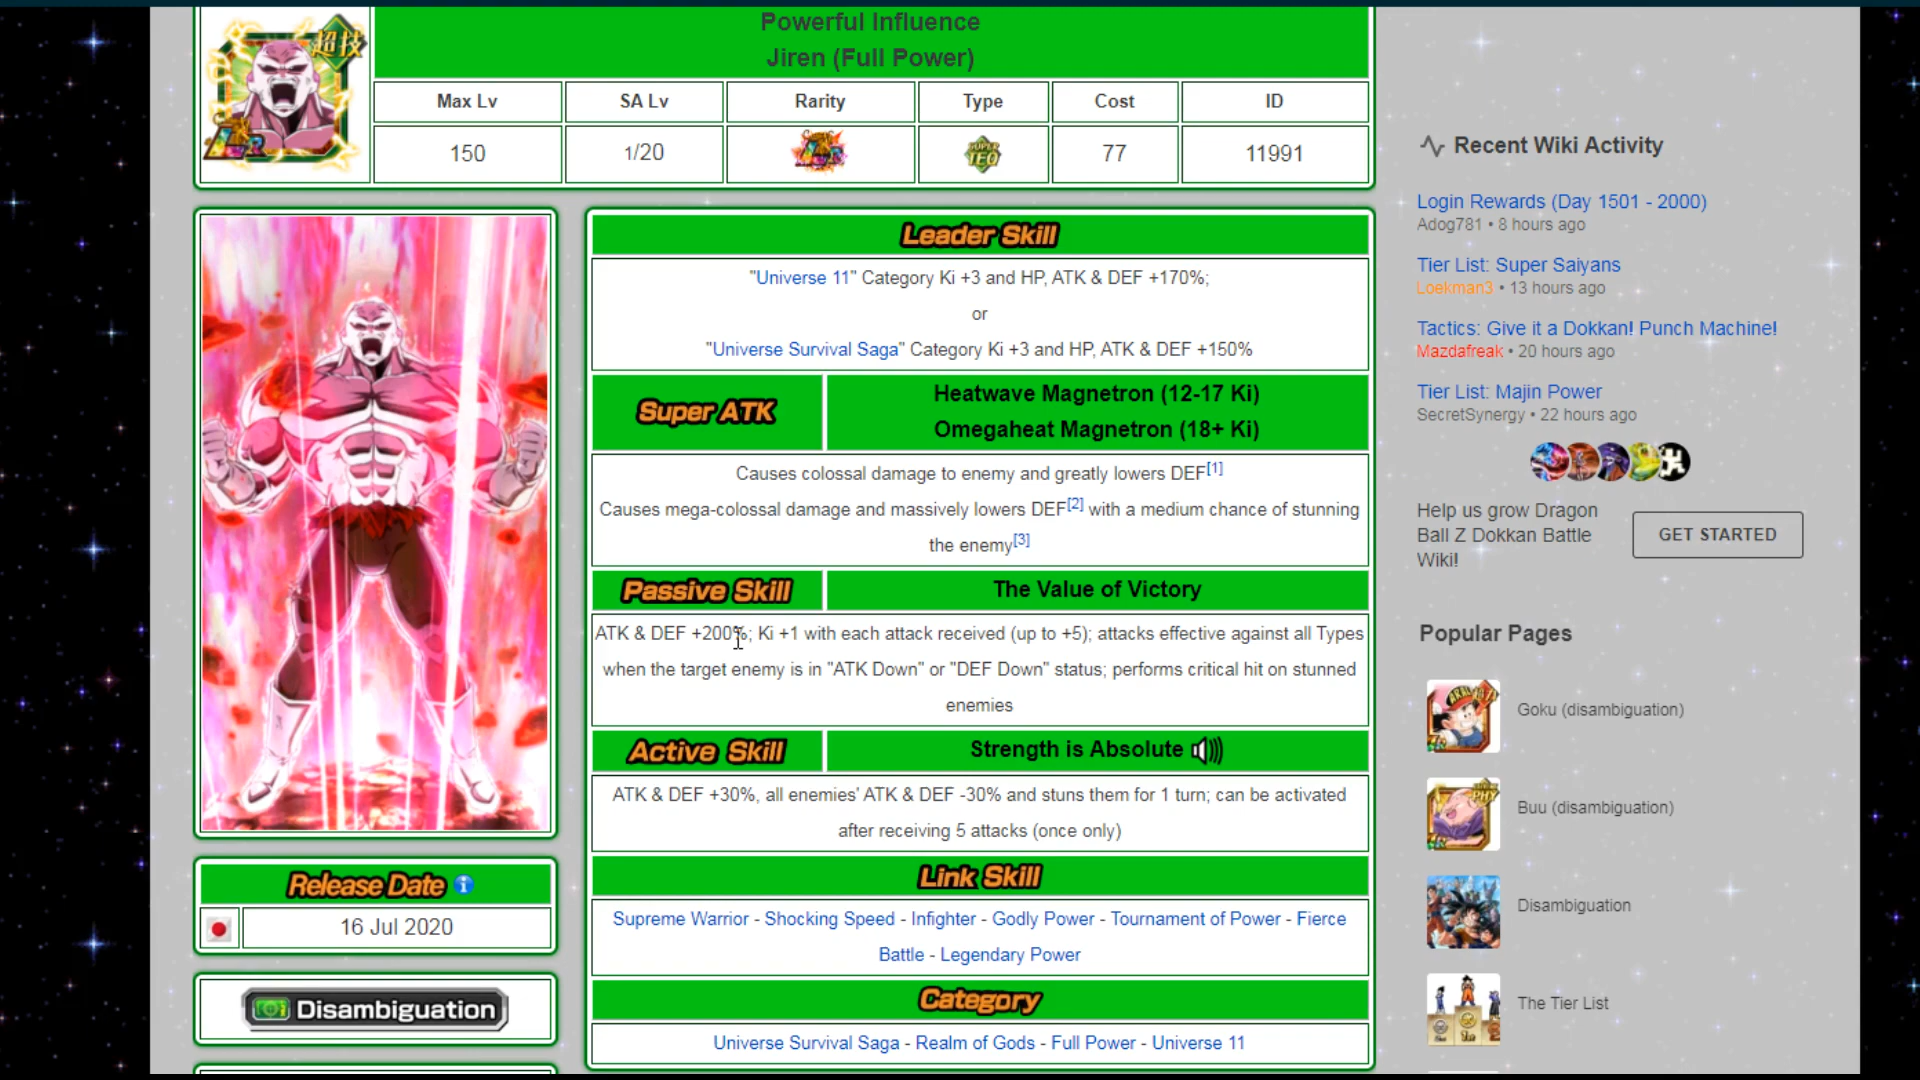 Powerful Influence
Jiren (Full Power)
超技
Max Lv
SA Lv
Rarity
Type
Cost
ID
150
1/20
SUPER TEQ
77
11991
Leader Skill
"Universe 11" Category Ki +3 and HP, ATK & DEF +170%;
or
"Universe Survival Saga" Category Ki +3 and HP, ATK & DEF +150%
Super ATK
Heatwave Magnetron (12-17 Ki)
Omegaheat Magnetron (18+ Ki)
Causes colossal damage to enemy and greatly lowers DEF[1]
Causes mega-colossal damage and massively lowers DEF[2] with a medium chance of stunning
the enemy[3]
Passive Skill
The Value of Victory
ATK & DEF +200%; Ki +1 with each attack received (up to +5); attacks effective against all Types
when the target enemy is in "ATK Down" or "DEF Down" status; performs critical hit on stunned
enemies
Active Skill
Strength is Absolute
ATK & DEF +30%, all enemies' ATK & DEF -30% and stuns them for 1 turn; can be activated
after receiving 5 attacks (once only)
Link Skill
Supreme Warrior - Shocking Speed - Infighter - Godly Power - Tournament of Power - Fierce
Battle - Legendary Power
Category
Universe Survival Saga - Realm of Gods - Full Power - Universe 11
Release Date
16 Jul 2020
Disambiguation
Recent Wiki Activity
Login Rewards (Day 1501 - 2000)
Adog781 • 8 hours ago
Tier List: Super Saiyans
Loekman3 • 13 hours ago
Tactics: Give it a Dokkan! Punch Machine!
Mazdafreak • 20 hours ago
Tier List: Majin Power
SecretSynergy • 22 hours ago
Help us grow Dragon
Ball Z Dokkan Battle
Wiki!
GET STARTED
Popular Pages
Goku (disambiguation)
Buu (disambiguation)
Disambiguation
The Tier List